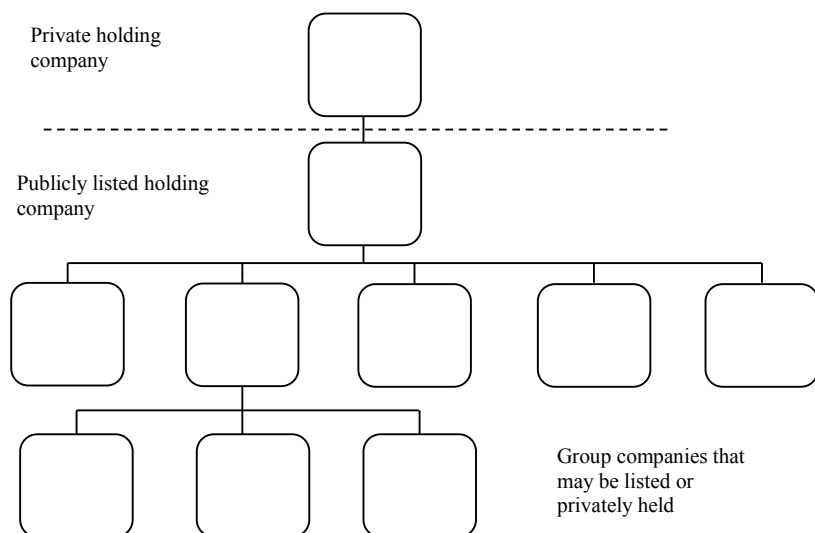 Private holding
company
Publicly listed holding
company
Group companies that
may be listed or
privately held